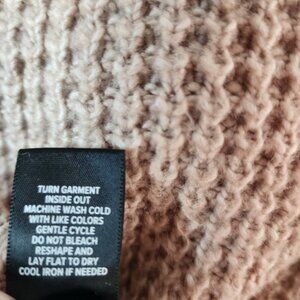 TURN GARMENT
INSIDE OUT
MACHINE WASH COLD
WITH LIKE COLORS
GENTLE CYCLE
DO NOT BLEACH
RESHAPE AND
LAY FLAT TO DRY
COOL IRON IF NEEDED